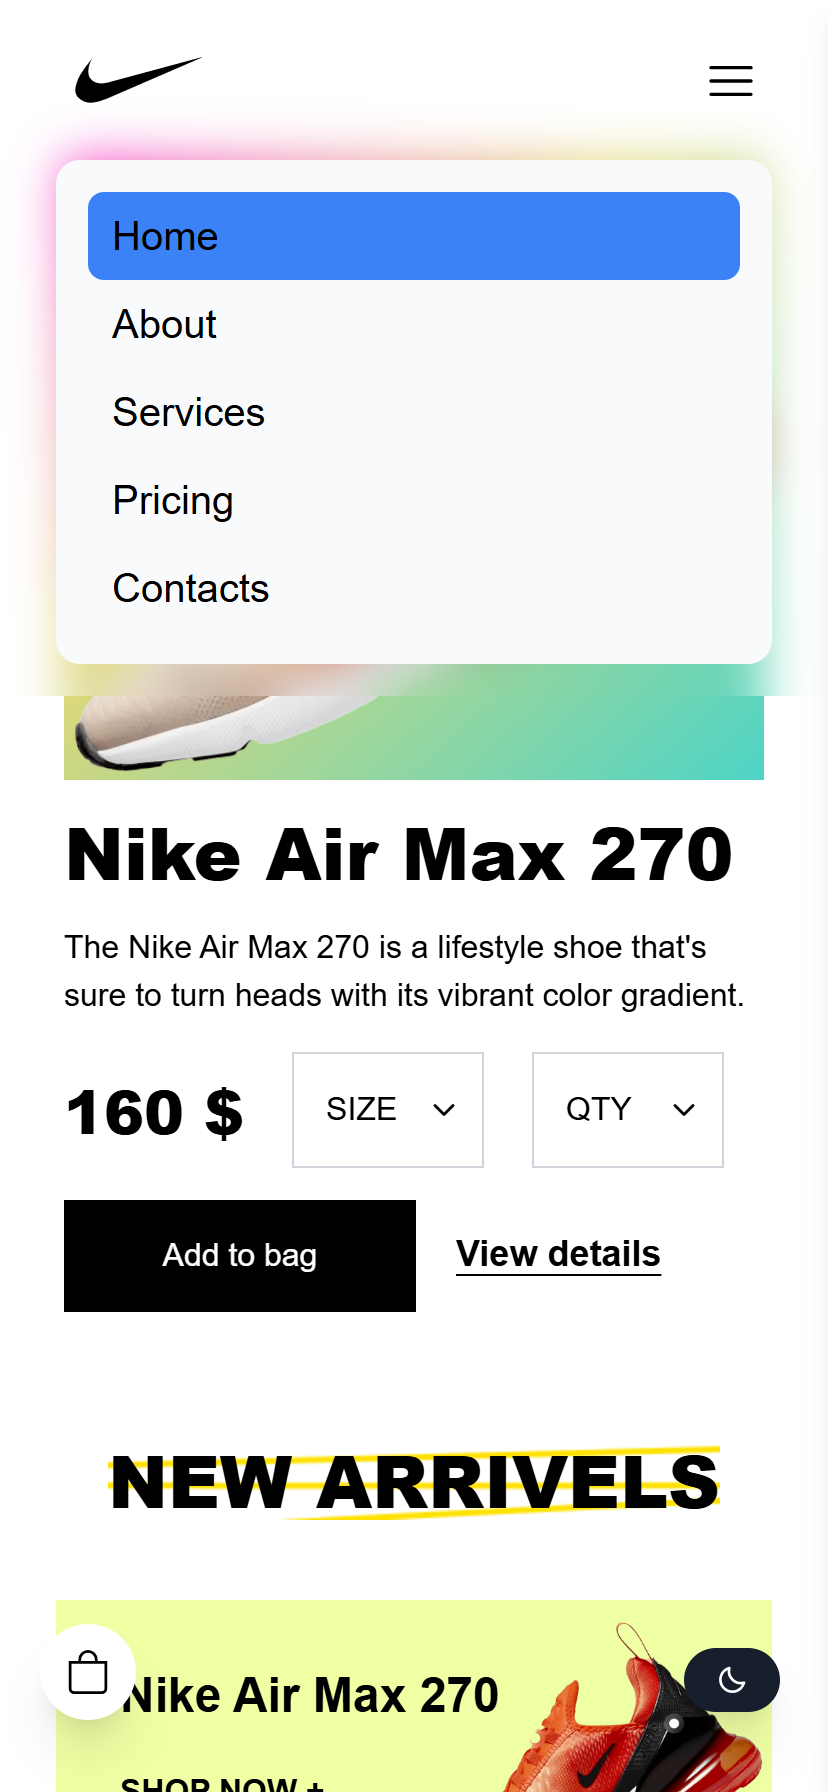 Home
About
Services
Pricing
Contacts
Nike Air Max 270
The Nike Air Max 270 is a lifestyle shoe that's
sure to turn heads with its vibrant color gradient.
160 $
SIZE
QTY
Add to bag
View details
NEW ARRIVELS
Nike Air Max 270
SHOP NOW +